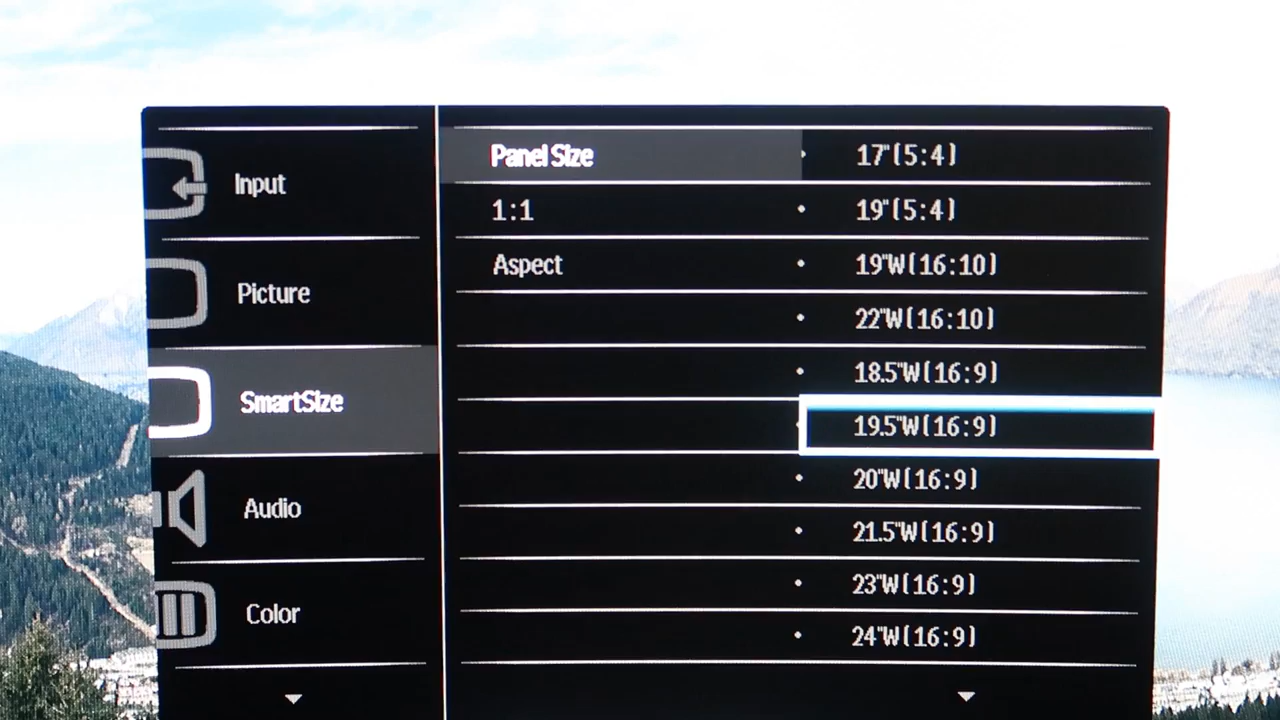 Input
Picture
SmartSize
Audio
Color
Panel Size
1:1
Aspect
17"(5:4)
19"(5:4)
19"W(16:10)
22"W(16:10)
18.5"W(16:9)
19.5"W(16:9)
20"W(16:9)
21.5"W(16:9)
23"W(16:9)
24"W(16:9)